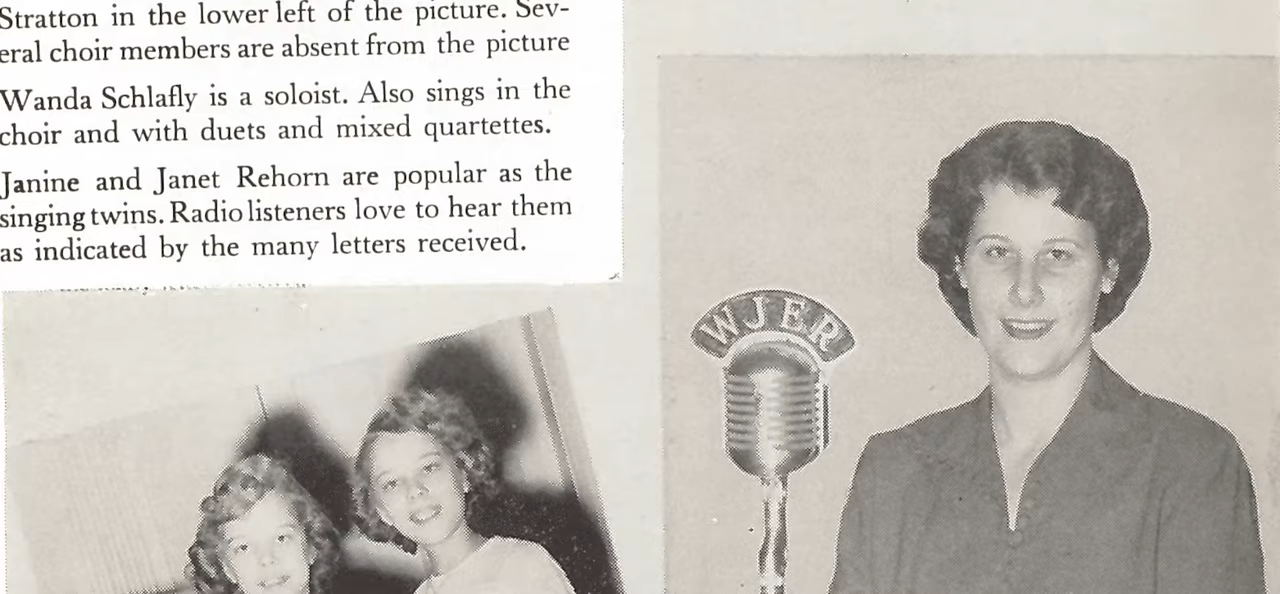 Stratton in the lower left of the picture. Sev-
eral choir members are absent from the picture
Wanda Schlafly is a soloist. Also sings in the
choir and with duets and mixed quartettes.
Janine and Janet Rehorn are popular as the
singing twins. Radio listeners love to hear them
as indicated by the many letters received.
WJER